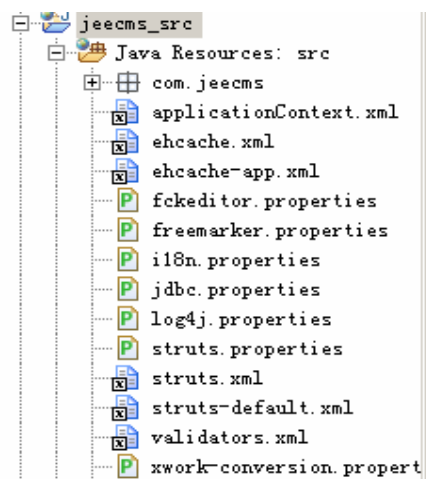 jeecms_src
Java Resources: src
com.jeecms
applicationContext.xml
ehcache.xml
ehcache-app.xml
fckeditor.properties
freemarker.properties
i18n.properties
jdbc.properties
log4j.properties
struts.properties
struts.xml
struts-default.xml
validators.xml
xwork-conversion.propert